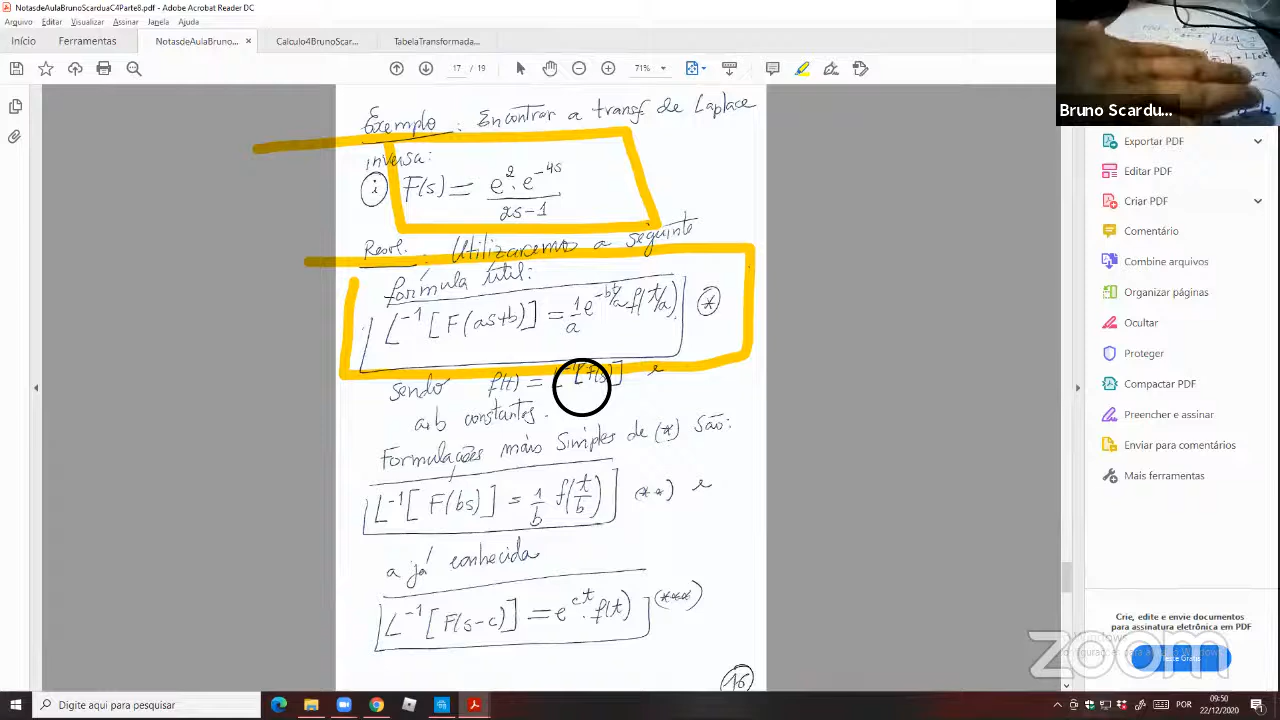 NotasdeAulaBrunoScarduaC4Parte8.pdf - Adobe Acrobat Reader DC
Arquivo Editar Visualizar Assinar Janela Ajuda
Início Ferramentas NotasdeAulaBruno... × Calculo4BrunoScar... TabelaTransformada...
17 / 19 71%
Bruno Scardu...
Exportar PDF
Editar PDF
Criar PDF
Comentário
Combine arquivos
Organizar páginas
Ocultar
Proteger
Compactar PDF
Preencher e assinar
Enviar para comentários
Mais ferramentas
Exemplo: Encontrar a transf. de Laplace
inversa:
(i) F(s) = e². e^-4s / 2s-1
Resol.: Utilizaremos a seguinte
fórmula útil:
L^-1[F(as+b)] = 1/a e^-bt/a f(t/a). (*)
sendo f(t) = L^-1[F(s)] e
a,b constantes.
Formulações mais simples de (*) são:
L^-1[F(bs)] = 1/b f(t/b) (**) e
a já conhecida
L^-1[F(s-c)] = e^ct. f(t) (***)
Crie, edite e envie documentos
para assinatura eletrônica em PDF
Teste Grátis
zoom
Digite aqui para pesquisar
POR
09:50
22/12/2020